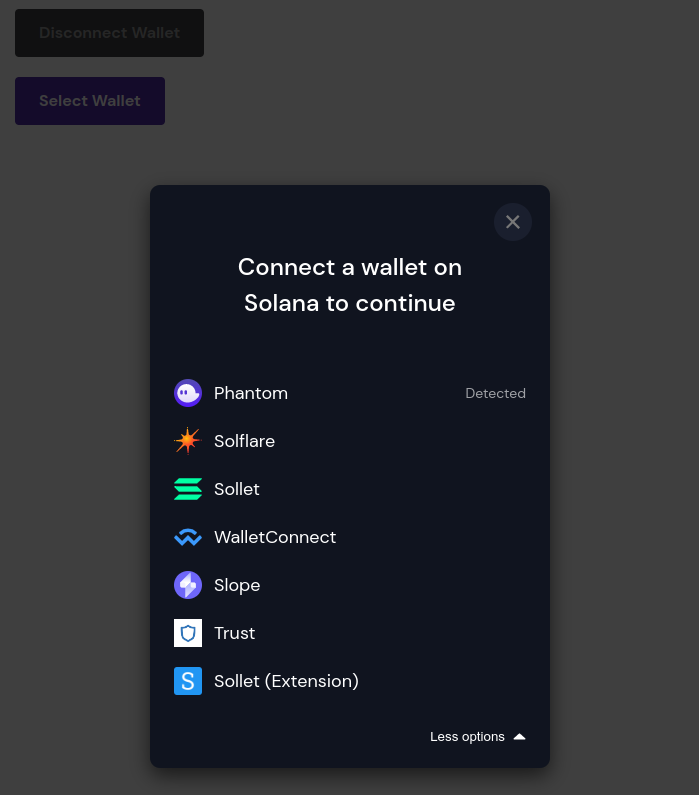 Disconnect Wallet
Select Wallet
Connect a wallet on
Solana to continue
Phantom Detected
Solflare
Sollet
WalletConnect
Slope
Trust
Sollet (Extension)
Less options